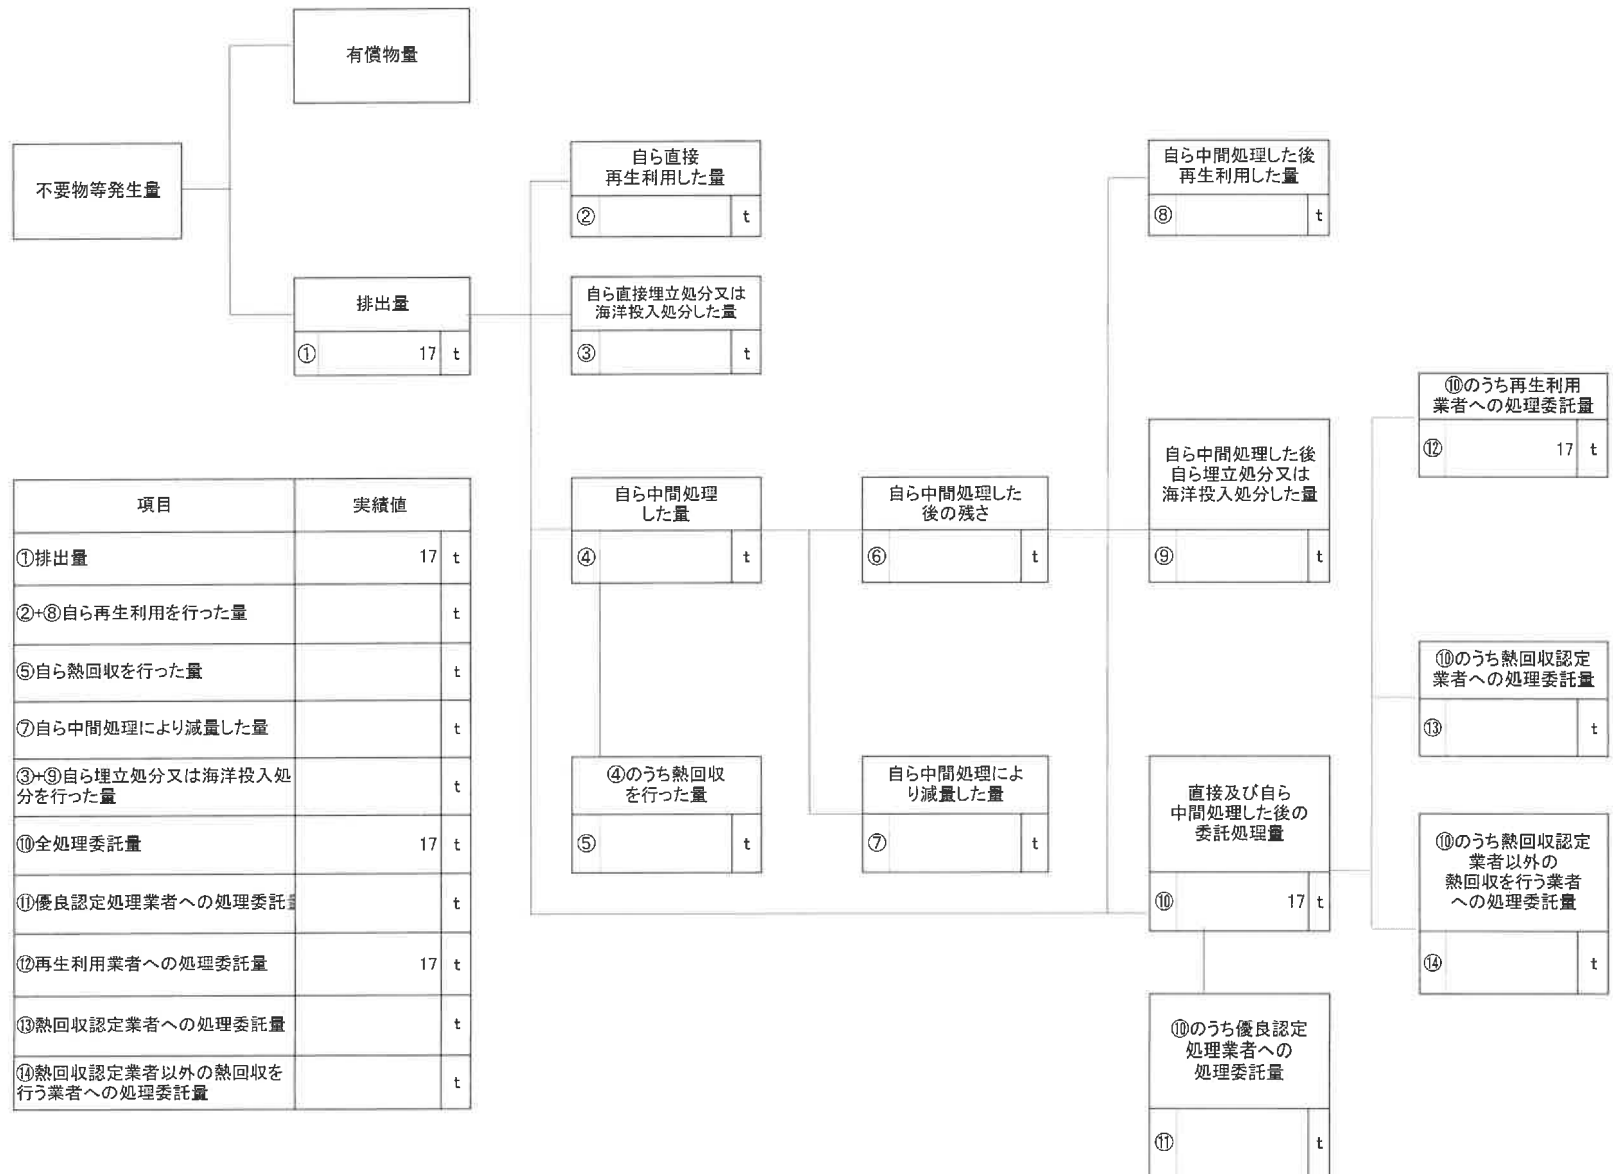 有償物量
不要物等発生量
排出量
① 17 t
自ら直接
再生利用した量
② t
自ら直接埋立処分又は
海洋投入処分した量
③ t
自ら中間処理
した量
④ t
④のうち熱回収
を行った量
⑤ t
自ら中間処理した
後の残さ
⑥ t
自ら中間処理によ
り減量した量
⑦ t
自ら中間処理した後
再生利用した量
⑧ t
自ら中間処理した後
自ら埋立処分又は
海洋投入処分した量
⑨ t
直接及び自ら
中間処理した後の
委託処理量
⑩ 17 t
⑩のうち優良認定
処理業者への
処理委託量
⑪ t
⑩のうち再生利用
業者への処理委託量
⑫ 17 t
⑩のうち熱回収認定
業者への処理委託量
⑬ t
⑩のうち熱回収認定
業者以外の
熱回収を行う業者
への処理委託量
⑭ t
項目 実績値
①排出量 17 t
②+⑧自ら再生利用を行った量 t
⑤自ら熱回収を行った量 t
⑦自ら中間処理により減量した量 t
③+⑨自ら埋立処分又は海洋投入処
分を行った量 t
⑩全処理委託量 17 t
⑪優良認定処理業者への処理委託 t
⑫再生利用業者への処理委託量 17 t
⑬熱回収認定業者への処理委託量 t
⑭熱回収認定業者以外の熱回収を
行う業者への処理委託量 t